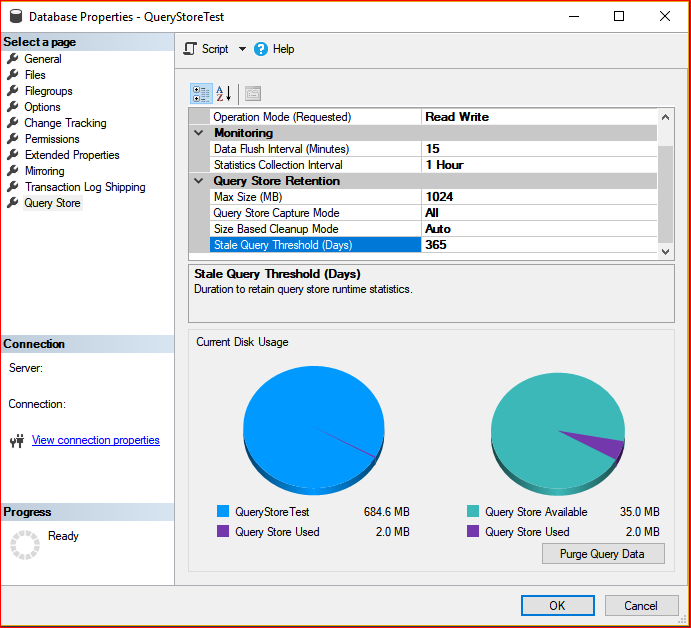 Database Properties - QueryStoreTest
Select a page
General
Files
Filegroups
Options
Change Tracking
Permissions
Extended Properties
Mirroring
Transaction Log Shipping
Query Store
Connection
Server:
Connection:
View connection properties
Progress
Ready
Script Help
Operation Mode (Requested) Read Write
Monitoring
Data Flush Interval (Minutes) 15
Statistics Collection Interval 1 Hour
Query Store Retention
Max Size (MB) 1024
Query Store Capture Mode All
Size Based Cleanup Mode Auto
Stale Query Threshold (Days) 365
Stale Query Threshold (Days)
Duration to retain query store runtime statistics.
Current Disk Usage
QueryStoreTest 684.6 MB
Query Store Used 2.0 MB
Query Store Available 35.0 MB
Query Store Used 2.0 MB
Purge Query Data
OK Cancel